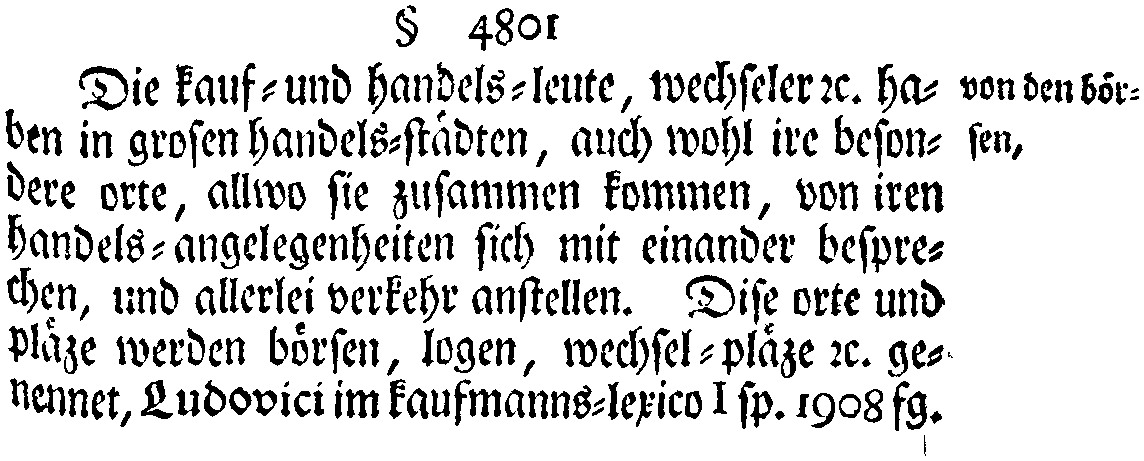 § 4801
Die kauf⸗und handels⸗leute, wechſeler ꝛc. ha⸗
ben in groſen handels⸗ſtädten, auch wohl ire beſon⸗
dere orte, allwo ſie zuſammen kommen, von iren
handels⸗angelegenheiten ſich mit einander beſpre⸗
chen, und allerlei verkehr anſtellen. Diſe orte und
pläze werden börſen, logen, wechſel⸗pläze ꝛc. ge⸗
nennet, Ludovici im kaufmanns⸗lexico I ſp. 1908 fg.
von den bör⸗
ſen,